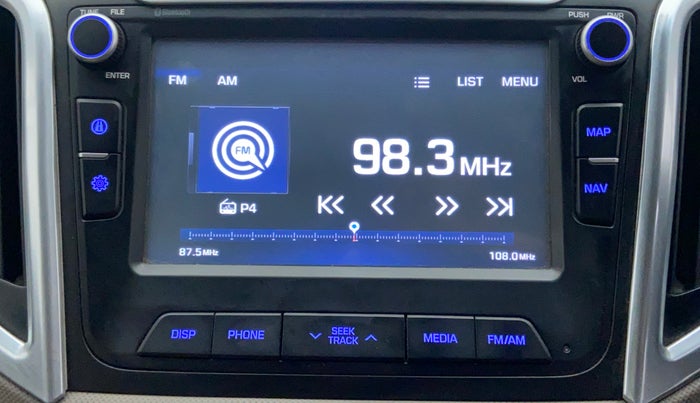 TUNE FILE
Bluetooth
PUSH PWR
ENTER
VOL
FM AM LIST MENU
FM
98.3 MHz
P4
87.5 MHz
108.0 MHz
MAP
NAV
DISP PHONE SEEK TRACK MEDIA FM/AM